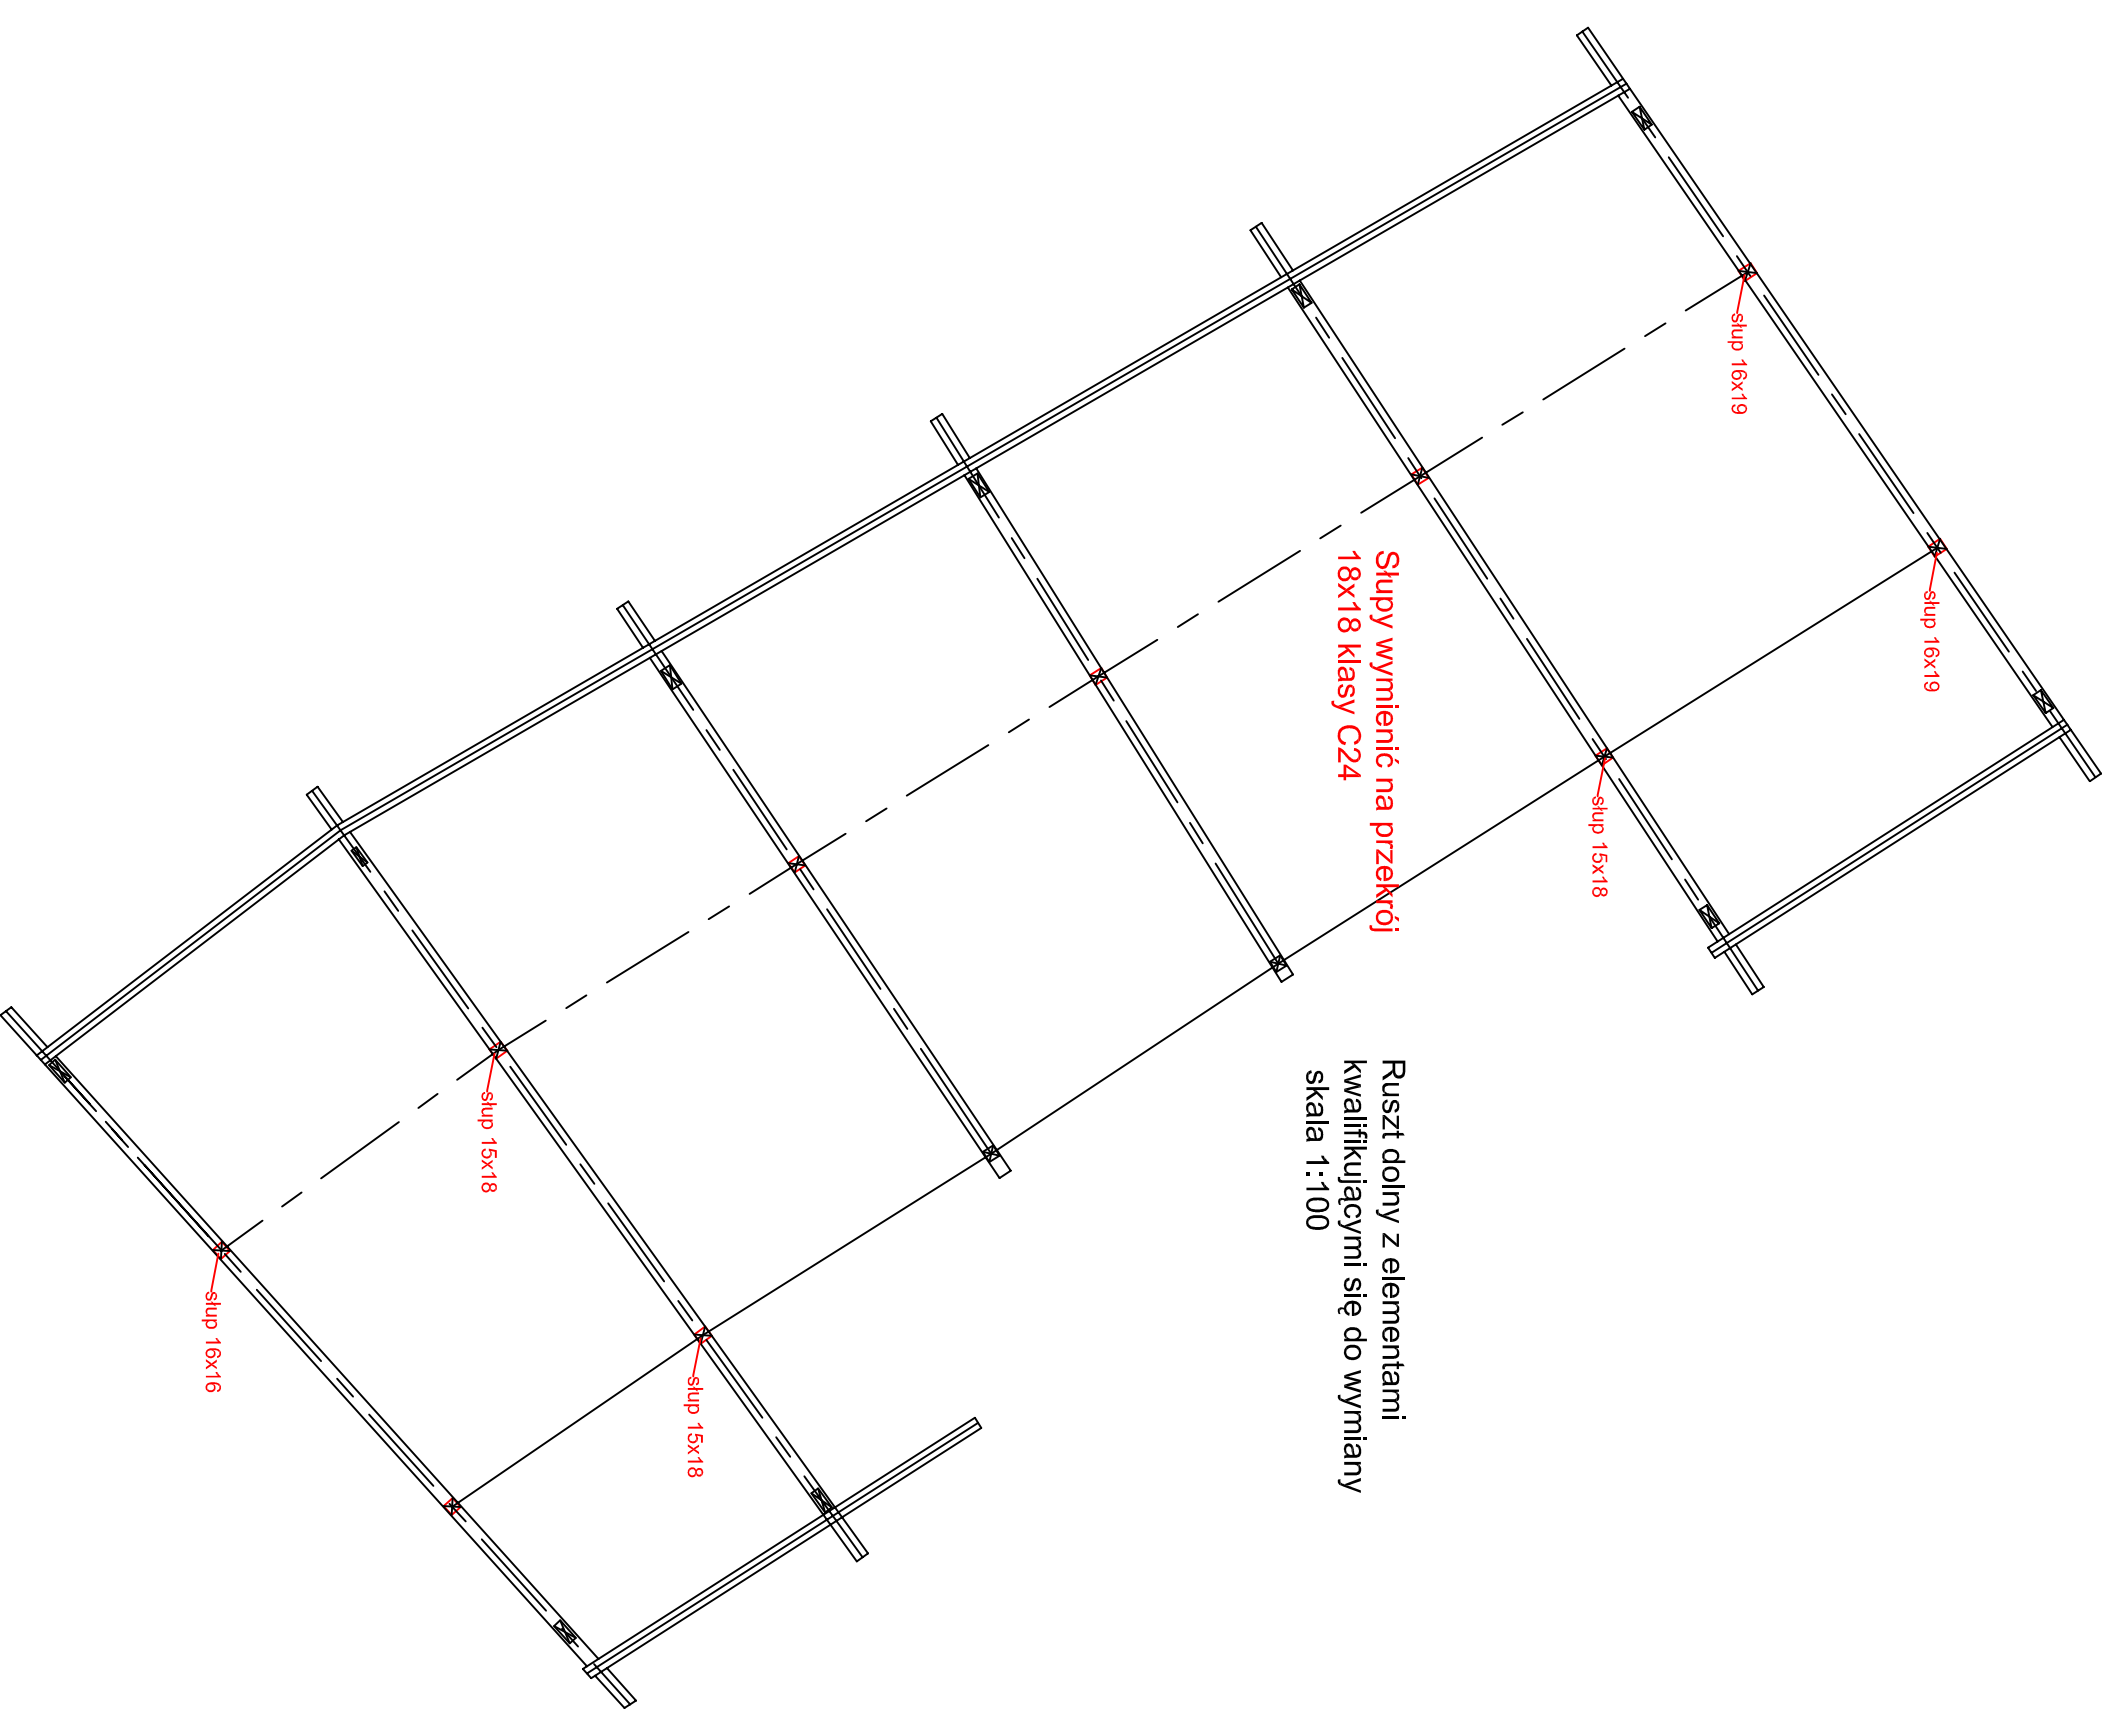 słup 16x19
słup 16x19
słup 15x18
Słupy wymienić na przekrój
18x18 klasy C24
Ruszt dolny z elementami
kwalifikującymi się do wymiany
skala 1:100
słup 15x18
słup 15x18
słup 16x16